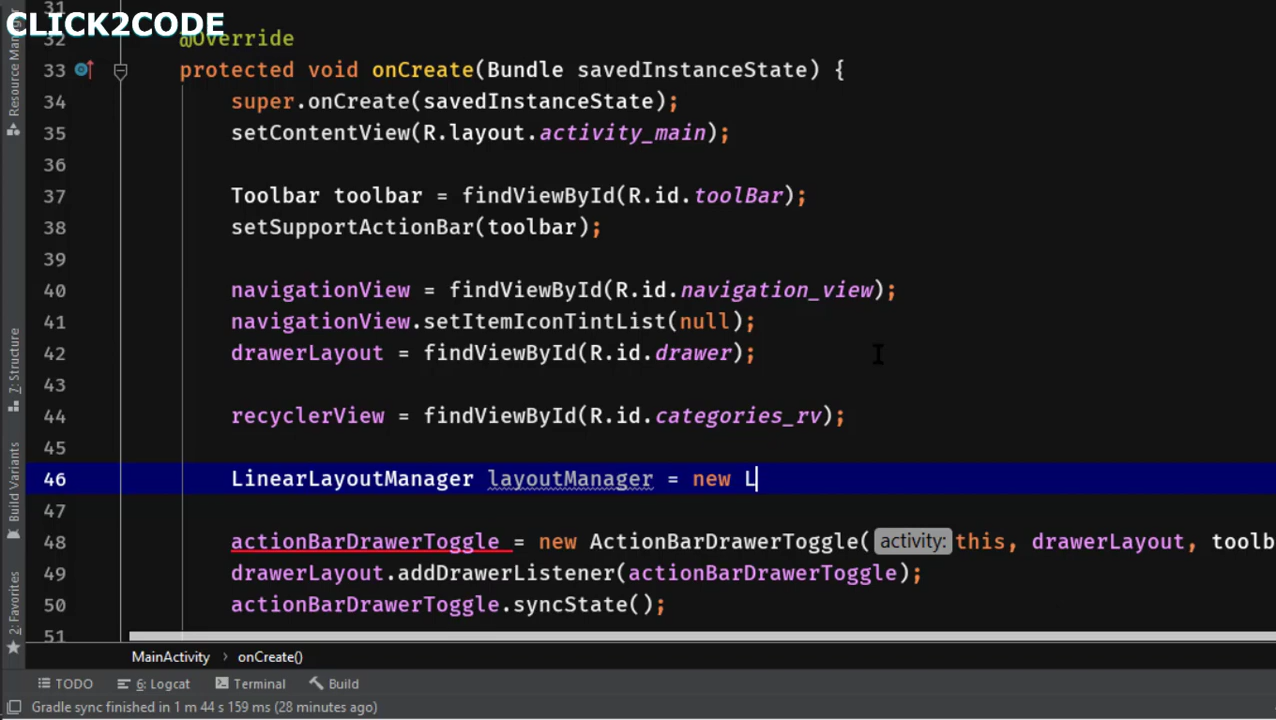 31
CLICK2CODE
32 @Override
33 protected void onCreate(Bundle savedInstanceState) {
34 super.onCreate(savedInstanceState);
35 setContentView(R.layout.activity_main);
36
37 Toolbar toolbar = findViewById(R.id.toolBar);
38 setSupportActionBar(toolbar);
39
40 navigationView = findViewById(R.id.navigation_view);
41 navigationView.setItemIconTintList(null);
42 drawerLayout = findViewById(R.id.drawer);
43
44 recyclerView = findViewById(R.id.categories_rv);
45
46 LinearLayoutManager layoutManager = new L
47
48 actionBarDrawerToggle = new ActionBarDrawerToggle( activity: this, drawerLayout, toolb
49 drawerLayout.addDrawerListener(actionBarDrawerToggle);
50 actionBarDrawerToggle.syncState();
51
Resource Man
7: Structure
Build Variants
2: Favorites
MainActivity › onCreate()
TODO 6: Logcat Terminal Build
Gradle sync finished in 1 m 44 s 159 ms (28 minutes ago)